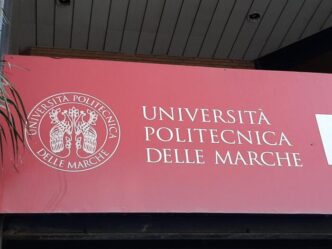 UNIVERSITÀ POLITECNICA
DELLE MARCHE
UNIVERSITÀ
POLITECNICA
DELLE MARCHE